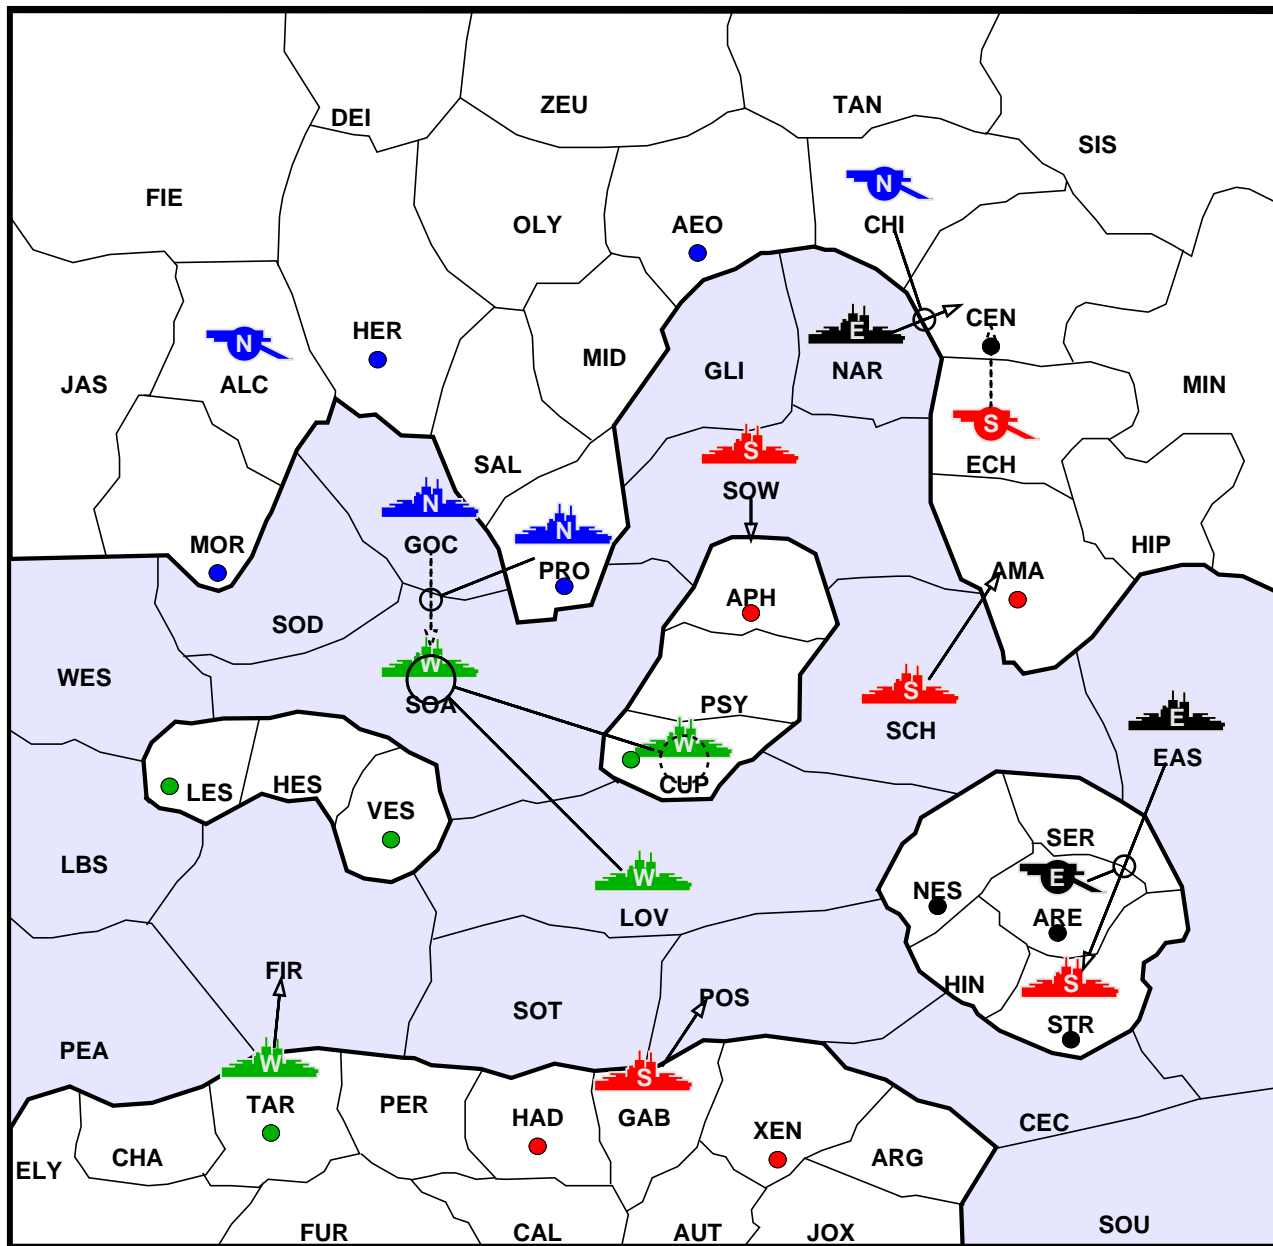 DEI
ZEU
TAN
SIS
FIE
N
OLY
AEO
CHI
HER
N
E
CEN
JAS
ALC
MID
GLI
NAR
MIN
S
S
SAL
ECH
SOW
N
N
MOR
GOC
PRO
HIP
AMA
APH
SOD
W
WES
SOA
PSY
S
SCH
E
W
EAS
CUP
LES
HES
VES
SER
LBS
W
E
NES
LOV
ARE
FIR
S
HIN
POS
SOT
STR
PEA
W
S
TAR
PER
HAD
GAB
XEN
CEC
CHA
ARG
ELY
FUR
CAL
AUT
JOX
SOU